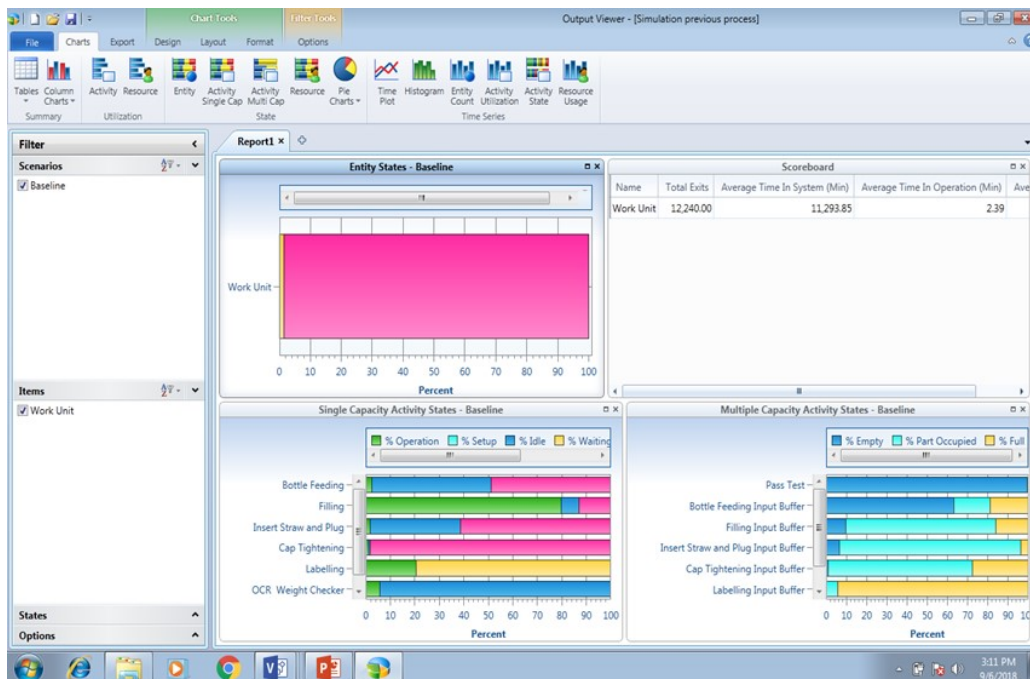 Chart Tools Filter Tools Output Viewer - [Simulation previous process]
File Charts Export Design Layout Format Options
Tables Column Charts Activity Resource Entity Activity Single Cap Activity Multi Cap Resource Pie Charts Time Plot Histogram Entity Count Activity Utilization Activity State Resource Usage
Summary Utilization State Time Series
Filter
Scenarios
Baseline
Items
Work Unit
States
Options
Report1
Entity States - Baseline
Work Unit
0 10 20 30 40 50 60 70 80 90 100
Percent
Scoreboard
Name Total Exits Average Time In System (Min) Average Time In Operation (Min) Ave
Work Unit 12,240.00 11,293.85 2.39
Single Capacity Activity States - Baseline
% Operation % Setup % Idle % Waiting
Bottle Feeding
Filling
Insert Straw and Plug
Cap Tightening
Labelling
OCR Weight Checker
0 10 20 30 40 50 60 70 80 90 100
Percent
Multiple Capacity Activity States - Baseline
% Empty % Part Occupied % Full
Pass Test
Bottle Feeding Input Buffer
Filling Input Buffer
Insert Straw and Plug Input Buffer
Cap Tightening Input Buffer
Labelling Input Buffer
0 10 20 30 40 50 60 70 80 90 10
Percent
3:11 PM
9/6/2018